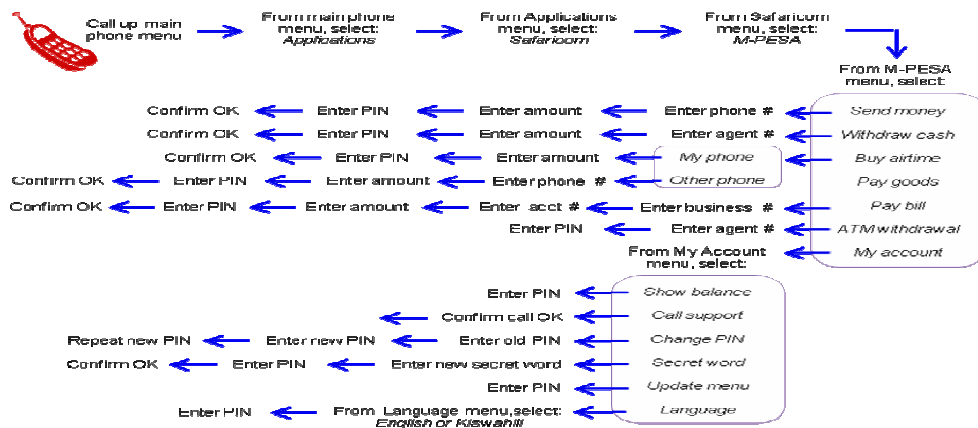 Call up main
phone menu
From main phone
menu, select:
Applications
From Applications
menu, select:
Safaricom
From Safaricom
menu, select:
M-PESA
From M-PESA
menu, select:
Send money
Enter phone #
Enter amount
Enter PIN
Confirm OK
Withdraw cash
Enter agent #
Enter amount
Enter PIN
Confirm OK
Buy airtime
My phone
Enter amount
Enter PIN
Confirm OK
Other phone
Enter phone #
Enter amount
Enter PIN
Confirm OK
Pay goods
Pay bill
Enter business #
Enter acct #
Enter amount
Enter PIN
Confirm OK
ATM withdrawal
Enter agent #
Enter PIN
My account
From My Account
menu, select:
Show balance
Enter PIN
Call support
Confirm call OK
Change PIN
Enter old PIN
Enter new PIN
Repeat new PIN
Secret word
Enter new secret word
Enter PIN
Confirm OK
Update menu
Enter PIN
Language
From Language menu, select:
English or Kiswahili
Enter PIN